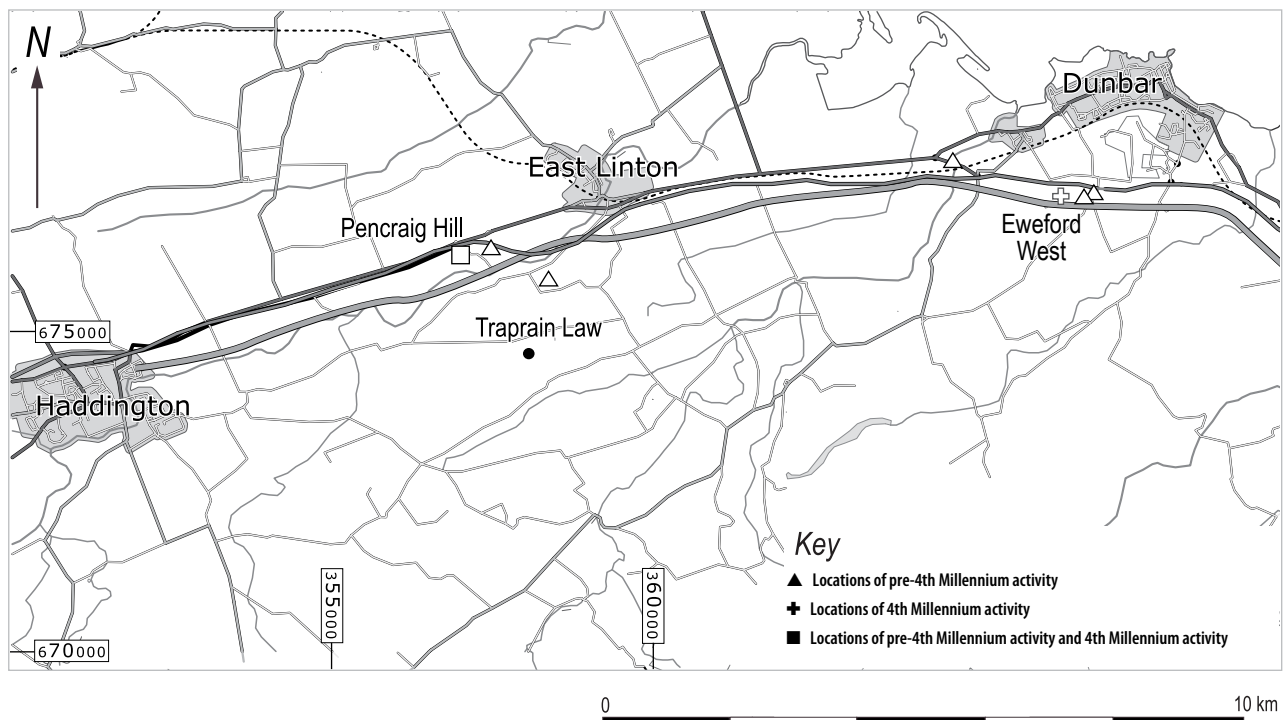 N
Dunbar
East Linton
Pencraig Hill
Eweford
West
Traprain Law
675000
Haddington
Key
Locations of pre-4th Millennium activity
Locations of 4th Millennium activity
Locations of pre-4th Millennium activity and 4th Millennium activity
355000
360000
670000
0
10 km